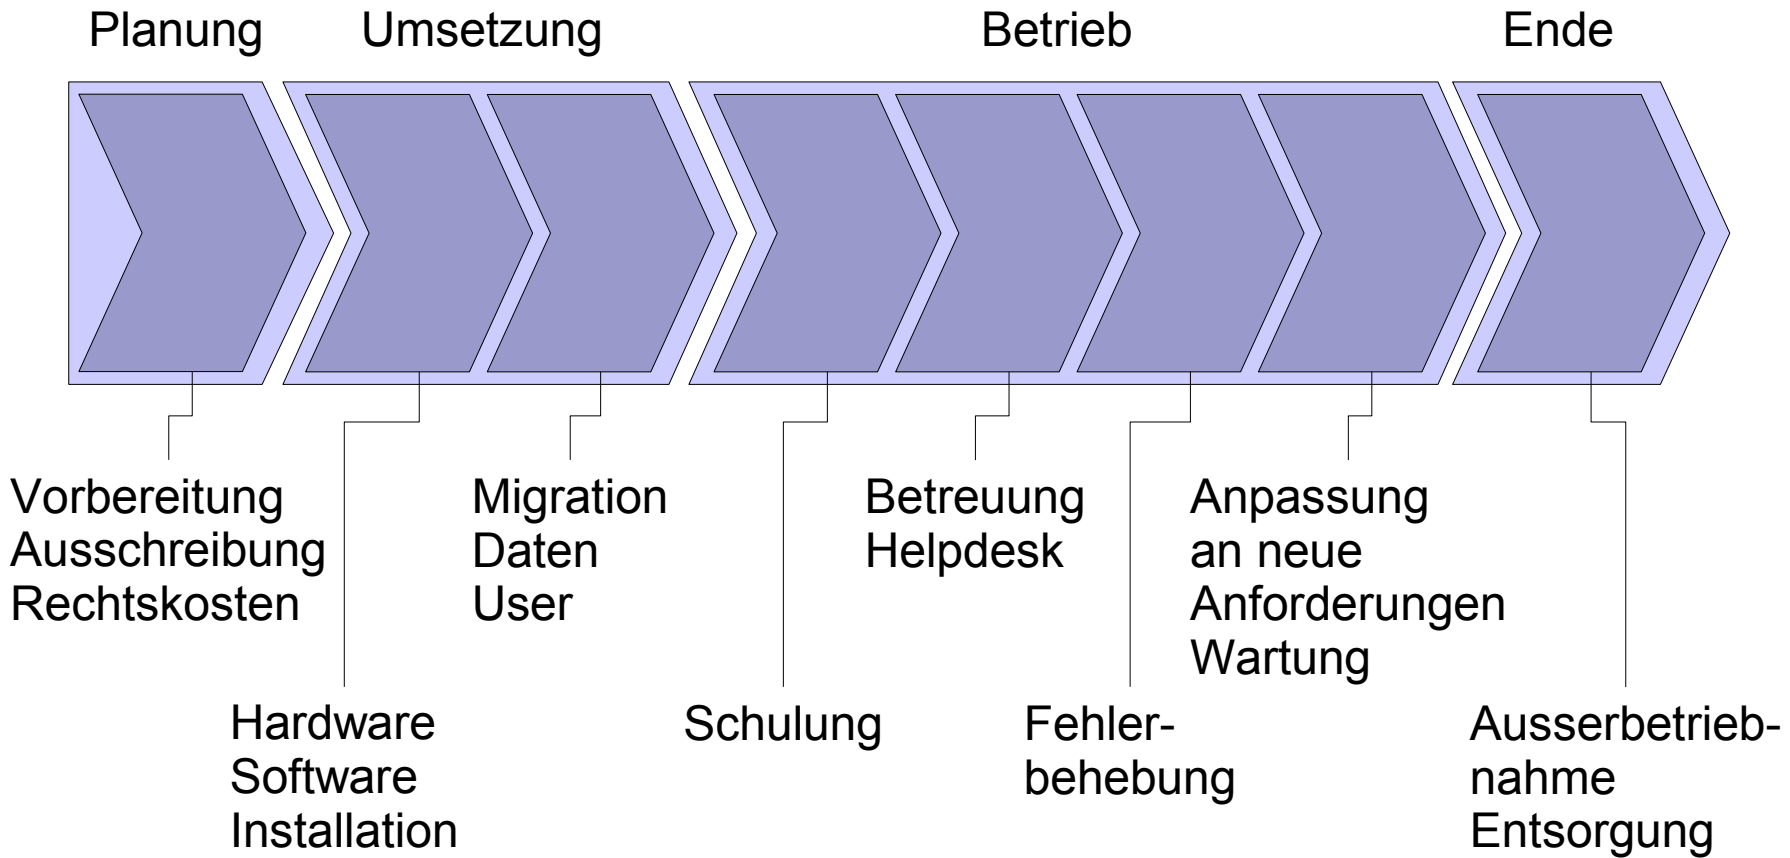 Planung
Umsetzung
Betrieb
Ende
Vorbereitung
Ausschreibung
Rechtskosten
Hardware
Software
Installation
Migration
Daten
User
Schulung
Betreuung
Helpdesk
Fehler-
behebung
Anpassung
an neue
Anforderungen
Wartung
Ausserbetrieb-
nahme
Entsorgung